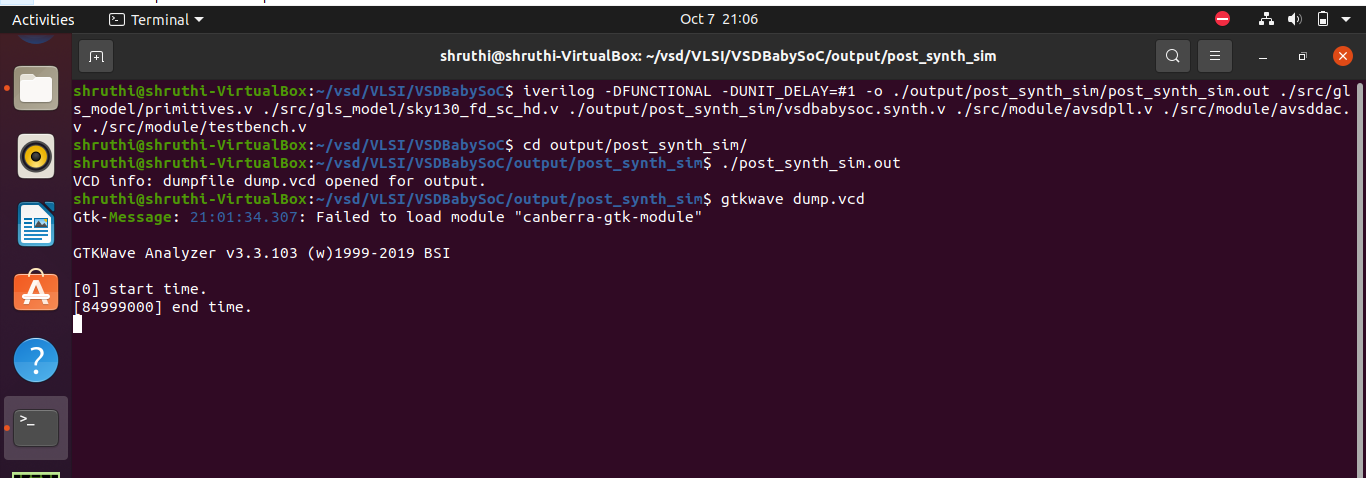 Activities
Terminal
Oct 7 21:06
shruthi@shruthi-VirtualBox: ~/vsd/VLSI/VSDBabySoC/output/post_synth_sim
shruthi@shruthi-VirtualBox:~/vsd/VLSI/VSDBabySoC$ iverilog -DFUNCTIONAL -DUNIT_DELAY=#1 -o ./output/post_synth_sim/post_synth_sim.out ./src/gl
s_model/primitives.v ./src/gls_model/sky130_fd_sc_hd.v ./output/post_synth_sim/vsdbabysoc.synth.v ./src/module/avsdpll.v ./src/module/avsddac.
v ./src/module/testbench.v
shruthi@shruthi-VirtualBox:~/vsd/VLSI/VSDBabySoC$ cd output/post_synth_sim/
shruthi@shruthi-VirtualBox:~/vsd/VLSI/VSDBabySoC/output/post_synth_sim$ ./post_synth_sim.out
VCD info: dumpfile dump.vcd opened for output.
shruthi@shruthi-VirtualBox:~/vsd/VLSI/VSDBabySoC/output/post_synth_sim$ gtkwave dump.vcd
Gtk-Message: 21:01:34.307: Failed to load module "canberra-gtk-module"
GTKWave Analyzer v3.3.103 (w)1999-2019 BSI
[0] start time.
[84999000] end time.